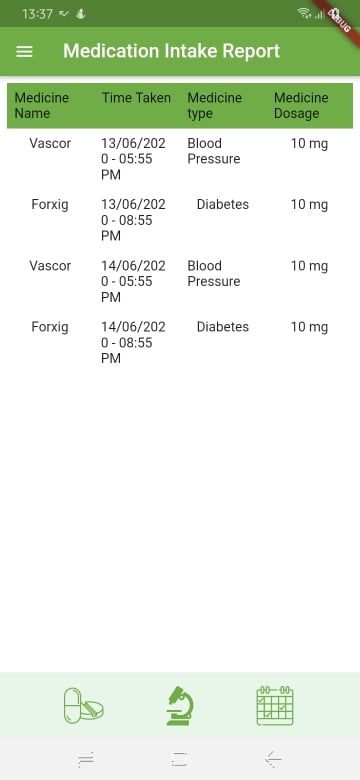 13:37
DEBUG
Medication Intake Report
Medicine Name Time Taken Medicine type Medicine Dosage
Vascor 13/06/2020 - 05:55 PM Blood Pressure 10 mg
Forxig 13/06/2020 - 08:55 PM Diabetes 10 mg
Vascor 14/06/2020 - 05:55 PM Blood Pressure 10 mg
Forxig 14/06/2020 - 08:55 PM Diabetes 10 mg